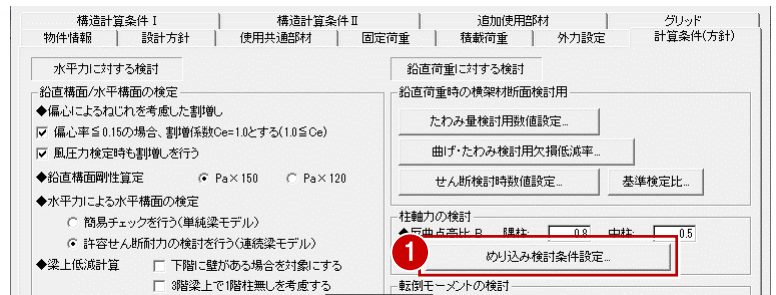 構造計算条件Ⅰ 構造計算条件Ⅱ 追加使用部材 グリッド
物件情報 設計方針 使用共通部材 固定荷重 積載荷重 外力設定 計算条件(方針)
水平力に対する検討
鉛直構面/水平構面の検定
◆偏心によるねじれを考慮した割増し
偏心率≦0.15の場合、割増係数Ce=1.0とする(1.0≦Ce)
風圧力検定時も割増しを行う
◆鉛直構面剛性算定 Pa×150 Pa×120
◆水平力による水平構面の検定
簡易チェックを行う(単純梁モデル)
許容せん断耐力の検討を行う(連続梁モデル)
◆梁上低減計算 下階に壁がある場合を対象にする
3階梁上で1階柱無しを考慮する
鉛直荷重に対する検討
鉛直荷重時の横架材断面検討用
たわみ量検討用数値設定...
曲げ・たわみ検討用欠損低減率...
せん断検討時数値設定... 基準検定比...
柱軸力の検討
◆反曲点高比 B 隅柱: 0.8 中柱: 0.5
1 めり込み検討条件設定...
転倒モーメントの検討